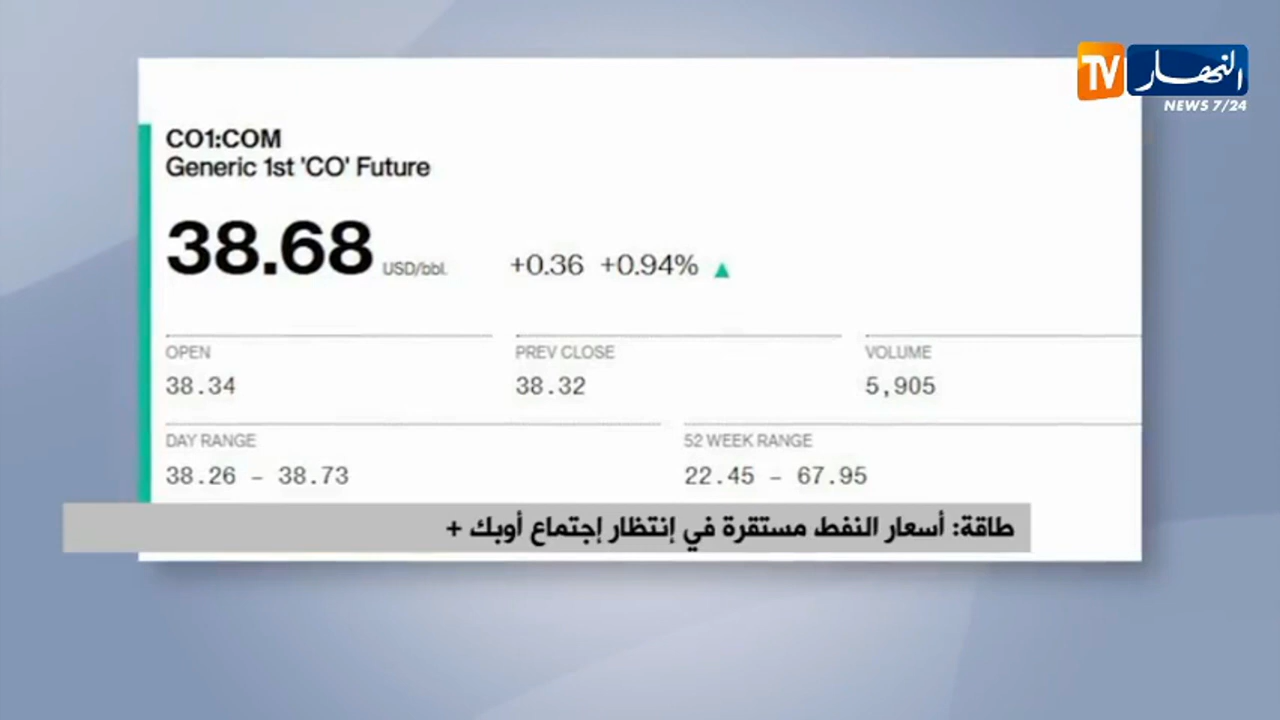 TV النهار
NEWS 7/24
CO1:COM
Generic 1st 'CO' Future
38.68 USD/bbl. +0.36 +0.94% ▲
OPEN PREV CLOSE VOLUME
38.34 38.32 5,905
DAY RANGE 52 WEEK RANGE
38.26 – 38.73 22.45 – 67.95
طاقة: أسعار النفط مستقرة في إنتظار إجتماع أوبك +